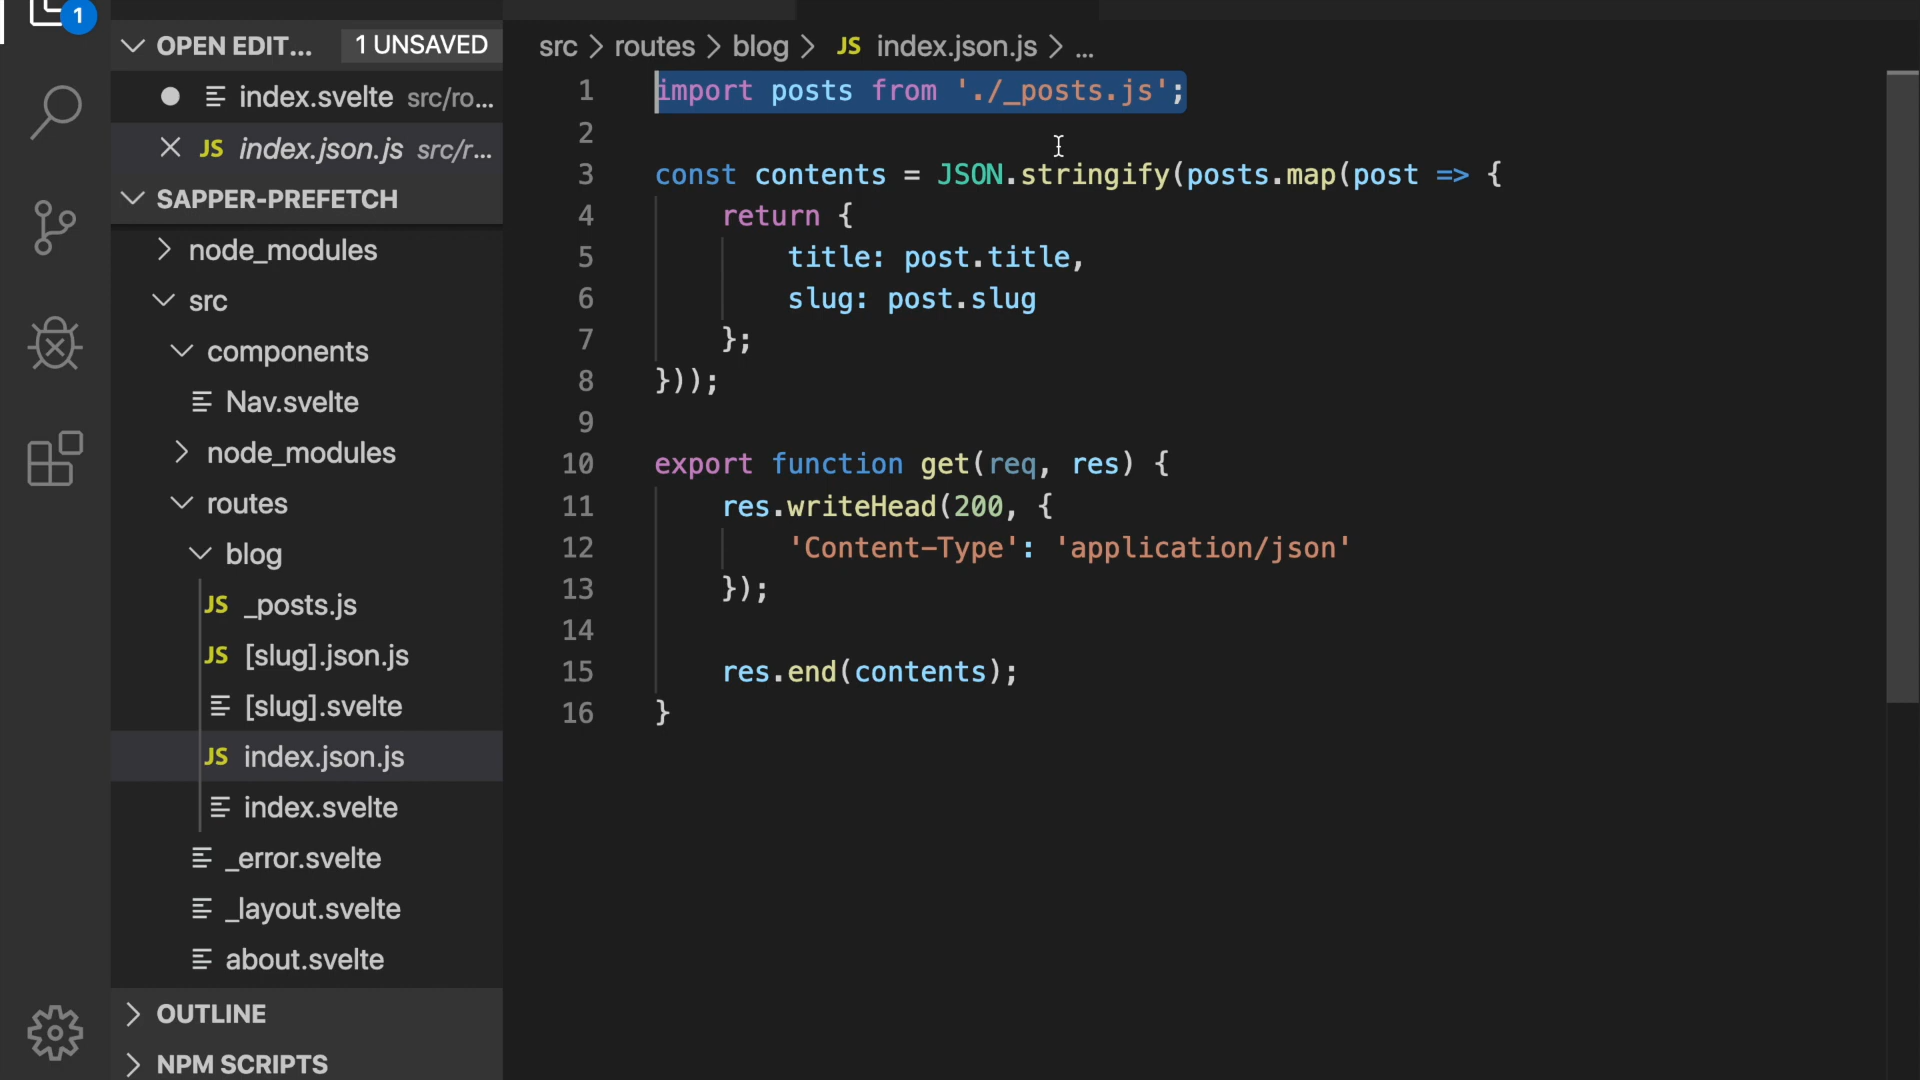 1
OPEN EDIT... 1 UNSAVED
index.svelte src/ro...
JS index.json.js src/r...
SAPPER-PREFETCH
node_modules
src
components
Nav.svelte
node_modules
routes
blog
JS _posts.js
JS [slug].json.js
[slug].svelte
JS index.json.js
index.svelte
_error.svelte
_layout.svelte
about.svelte
OUTLINE
NPM SCRIPTS
src > routes > blog > JS index.json.js > ...
1 import posts from './_posts.js';
2
3 const contents = JSON.stringify(posts.map(post => {
4 return {
5 title: post.title,
6 slug: post.slug
7 };
8 }));
9
10 export function get(req, res) {
11 res.writeHead(200, {
12 'Content-Type': 'application/json'
13 });
14
15 res.end(contents);
16 }